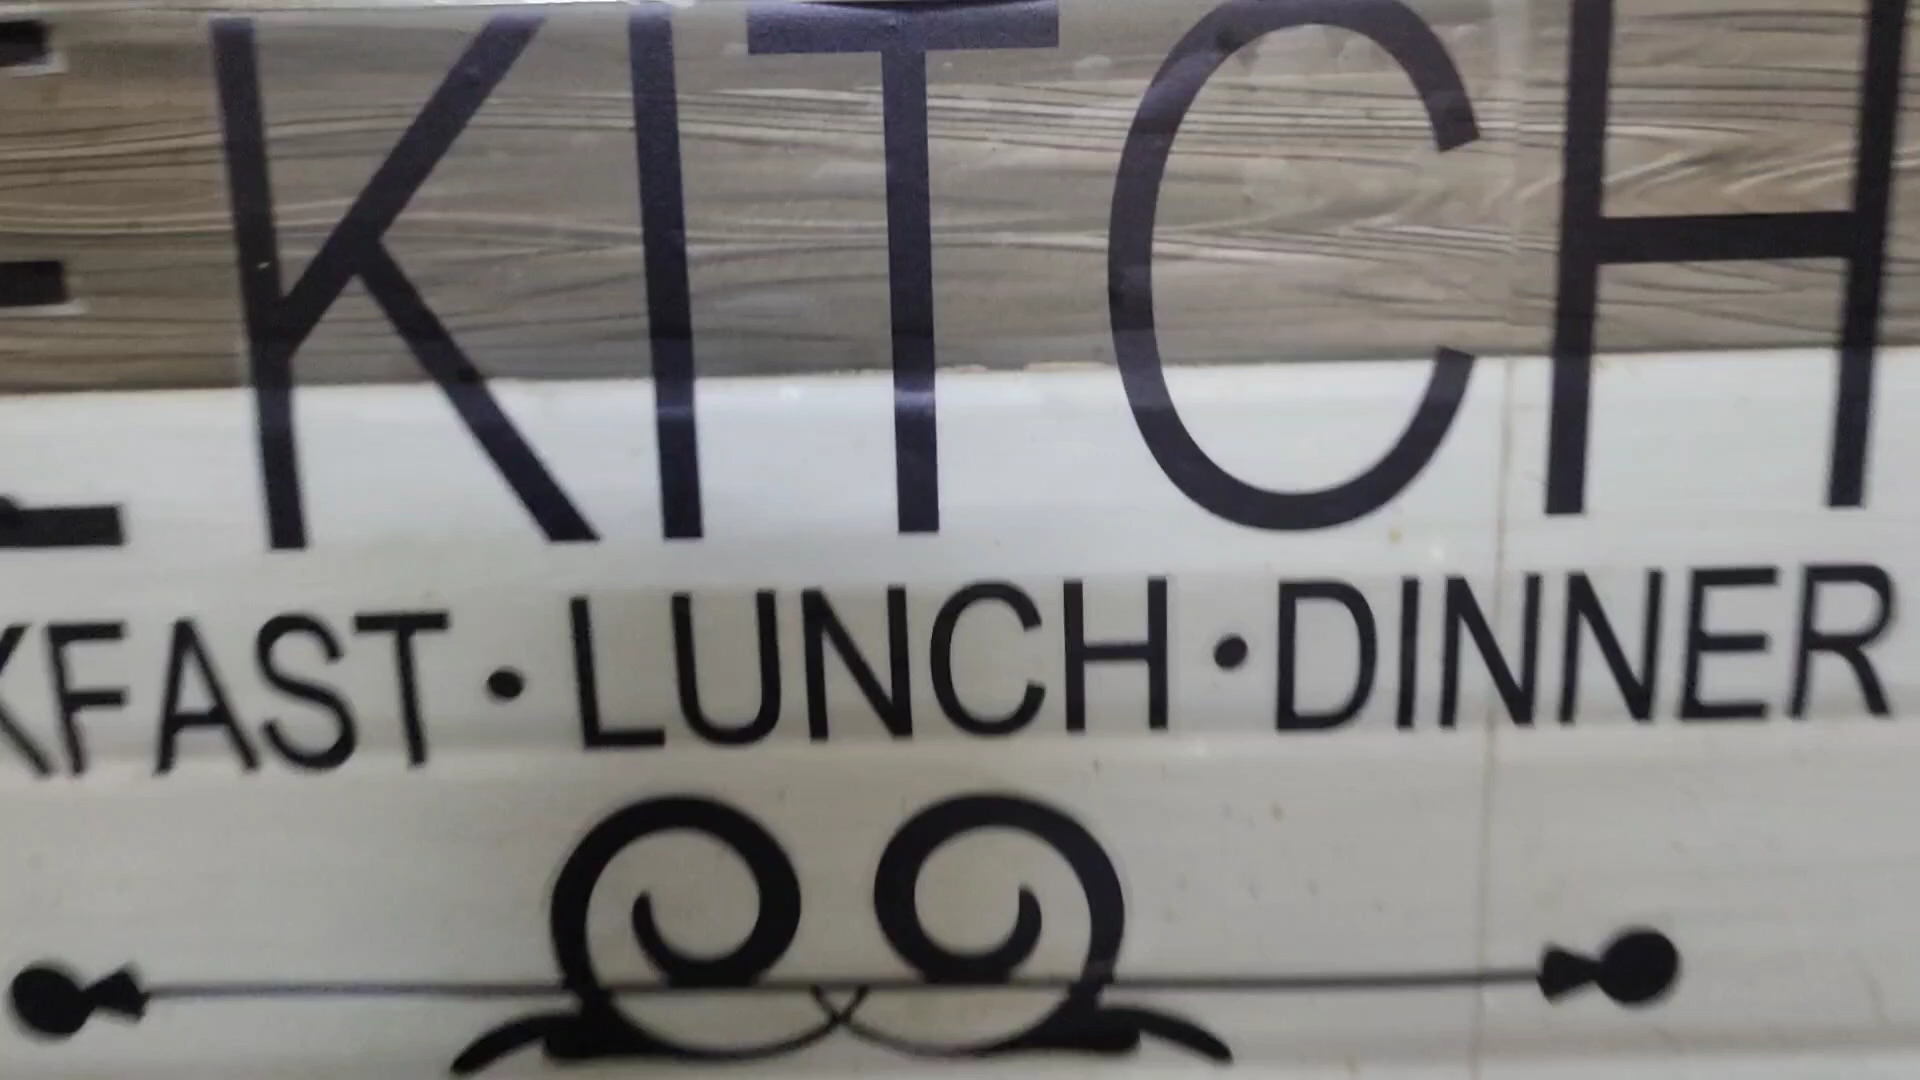 E KITCH
KFAST • LUNCH • DINNER